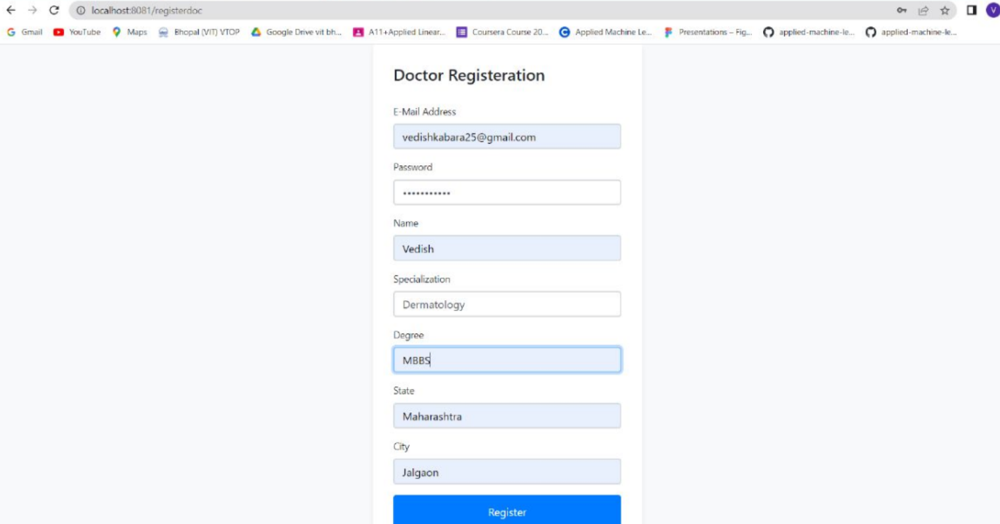 localhost:8081/registerdoc
V
Gmail YouTube Maps Bhopal (VIT) VTOP Google Drive vit bh... A11+Applied Linear... Coursera Course 20... Applied Machine Le... Presentations – Fig... applied-machine-le... applied-machine-le...
Doctor Registeration
E-Mail Address
vedishkabara25@gmail.com
Password
•••••••••••
Name
Vedish
Specialization
Dermatology
Degree
MBBS
State
Maharashtra
City
Jalgaon
Register